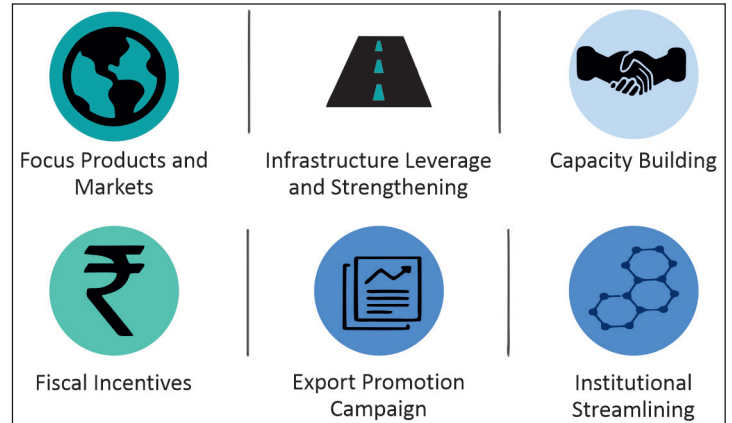 Focus Products and
Markets
Infrastructure Leverage
and Strengthening
Capacity Building
₹
Fiscal Incentives
Export Promotion
Campaign
Institutional
Streamlining